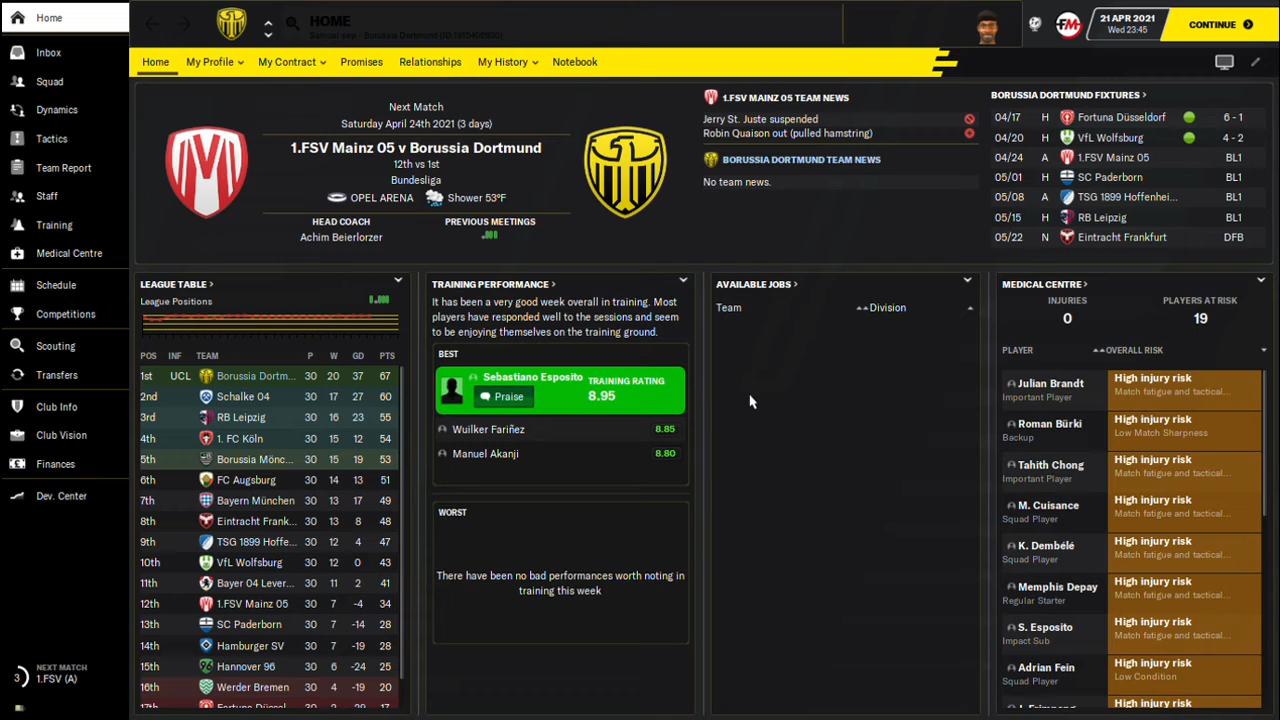 Home
Inbox
Squad
Dynamics
Tactics
Team Report
Staff
Training
Medical Centre
Schedule
Competitions
Scouting
Transfers
Club Info
Club Vision
Finances
Dev. Center
3
NEXT MATCH
1.FSV (A)
HOME
FM
21 APR 2021
Wed 23:45
CONTINUE
Home
My Profile
My Contract
Promises
Relationships
My History
Notebook
Next Match
Saturday April 24th 2021 (3 days)
1.FSV Mainz 05 v Borussia Dortmund
12th vs 1st
Bundesliga
OPEL ARENA Shower 53°F
HEAD COACH
Achim Beierlorzer
PREVIOUS MEETINGS
1.FSV MAINZ 05 TEAM NEWS
Jerry St. Juste suspended
Robin Quaison out (pulled hamstring)
BORUSSIA DORTMUND TEAM NEWS
No team news.
BORUSSIA DORTMUND FIXTURES >
04/17 H Fortuna Düsseldorf 6 - 1
04/20 H VfL Wolfsburg 4 - 2
04/24 A 1.FSV Mainz 05 BL1
05/01 H SC Paderborn BL1
05/08 A TSG 1899 Hoffenhei... BL1
05/15 H RB Leipzig BL1
05/22 N Eintracht Frankfurt DFB
LEAGUE TABLE >
League Positions
POS INF TEAM P W GD PTS
1st UCL Borussia Dortm... 30 20 37 67
2nd Schalke 04 30 17 27 60
3rd RB Leipzig 30 16 23 55
4th 1. FC Köln 30 15 12 54
5th Borussia Mönc... 30 15 19 53
6th FC Augsburg 30 14 13 51
7th Bayern München 30 13 17 49
8th Eintracht Frank... 30 13 8 48
9th TSG 1899 Hoffe... 30 12 4 47
10th VfL Wolfsburg 30 12 0 43
11th Bayer 04 Lever... 30 11 2 41
12th 1.FSV Mainz 05 30 7 -4 34
13th SC Paderborn 30 7 -14 28
14th Hamburger SV 30 7 -19 28
15th Hannover 96 30 6 -24 25
16th Werder Bremen 30 4 -19 20
17th Fortuna Düssel... 30 2 -29 17
TRAINING PERFORMANCE >
It has been a very good week overall in training. Most
players have responded well to the sessions and seem
to be enjoying themselves on the training ground.
BEST
Sebastiano Esposito
Praise
TRAINING RATING
8.95
Wuilker Fariñez 8.85
Manuel Akanji 8.80
WORST
There have been no bad performances worth noting in
training this week
AVAILABLE JOBS >
Team Division
MEDICAL CENTRE >
INJURIES
0
PLAYERS AT RISK
19
PLAYER OVERALL RISK
Julian Brandt
Important Player
High injury risk
Match fatigue and tactical...
Roman Bürki
Backup
High injury risk
Low Match Sharpness
Tahith Chong
Important Player
High injury risk
Match fatigue and tactical...
M. Cuisance
Squad Player
High injury risk
Match fatigue and tactical...
K. Dembélé
Squad Player
High injury risk
Match fatigue and tactical...
Memphis Depay
Regular Starter
High injury risk
Match fatigue and tactical...
S. Esposito
Impact Sub
High injury risk
Match fatigue and tactical...
Adrian Fein
Squad Player
High injury risk
Low Condition
High injury risk